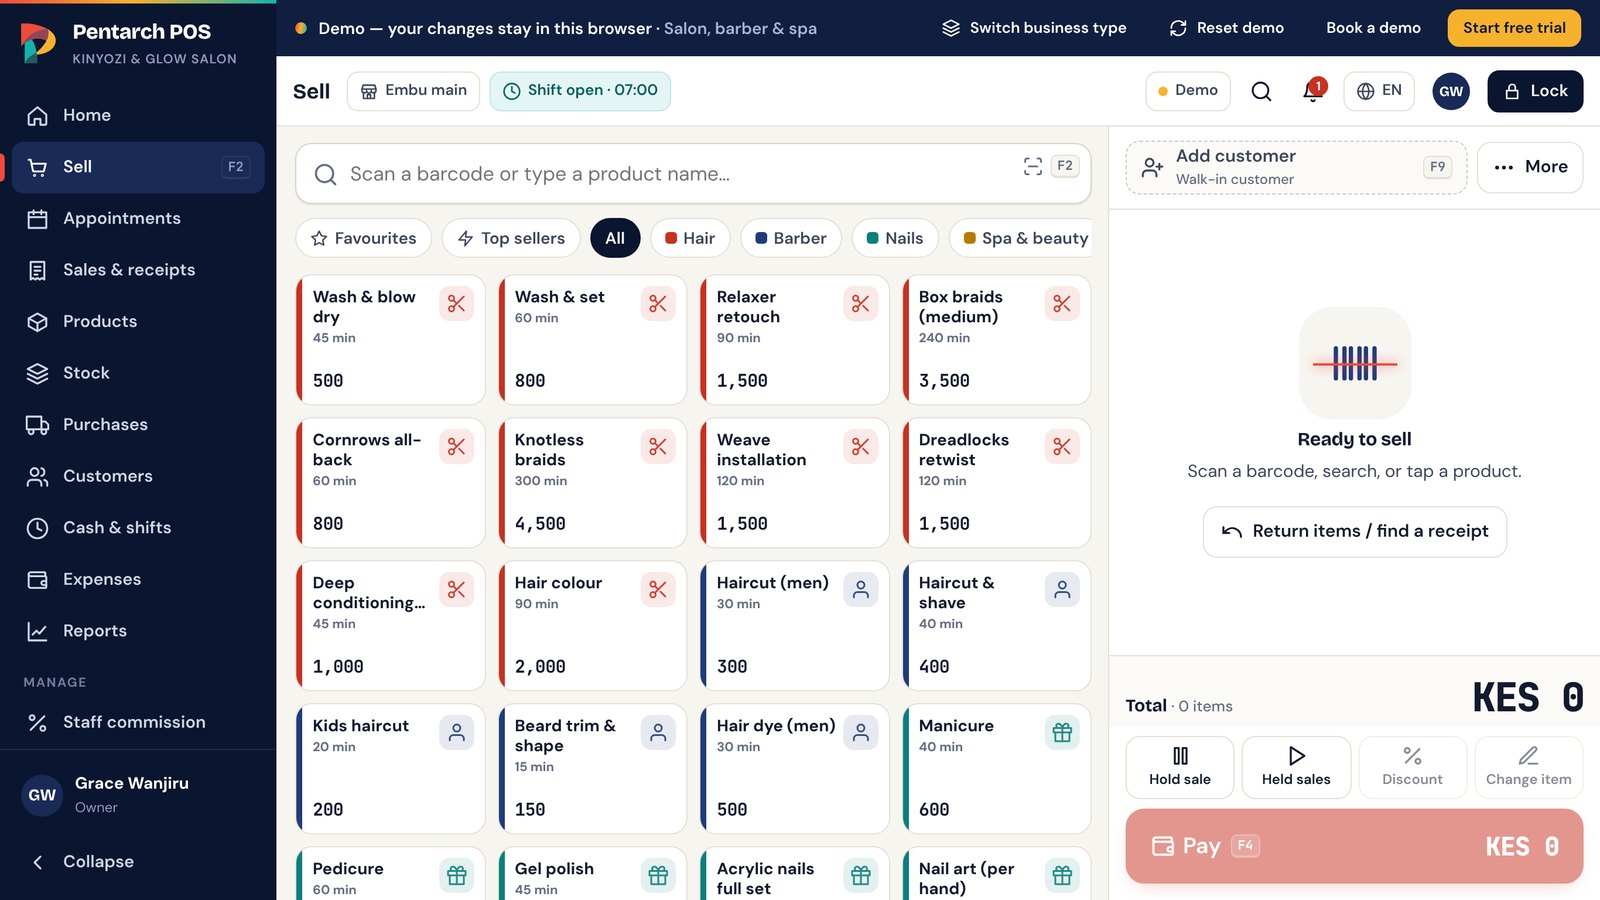 Pentarch POS
KINYOZI & GLOW SALON
Home
Sell F2
Appointments
Sales & receipts
Products
Stock
Purchases
Customers
Cash & shifts
Expenses
Reports
MANAGE
Staff commission
GW
Grace Wanjiru
Owner
Collapse
Demo — your changes stay in this browser · Salon, barber & spa
Switch business type
Reset demo
Book a demo
Start free trial
Sell
Embu main
Shift open · 07:00
Demo
1
EN
GW
Lock
Scan a barcode or type a product name...
F2
Favourites
Top sellers
All
Hair
Barber
Nails
Spa & beauty
Wash & blow
dry
45 min
500
Wash & set
60 min
800
Relaxer
retouch
90 min
1,500
Box braids
(medium)
240 min
3,500
Cornrows all-
back
60 min
800
Knotless
braids
300 min
4,500
Weave
installation
120 min
1,500
Dreadlocks
retwist
120 min
1,500
Deep
conditioning...
45 min
1,000
Hair colour
90 min
2,000
Haircut (men)
30 min
300
Haircut &
shave
40 min
400
Kids haircut
20 min
200
Beard trim &
shape
15 min
150
Hair dye (men)
30 min
500
Manicure
40 min
600
Pedicure
60 min
Gel polish
45 min
Acrylic nails
full set
Nail art (per
hand)
Add customer
Walk-in customer
F9
More
Ready to sell
Scan a barcode, search, or tap a product.
Return items / find a receipt
Total · 0 items
KES 0
Hold sale
Held sales
Discount
Change item
Pay F4
KES 0